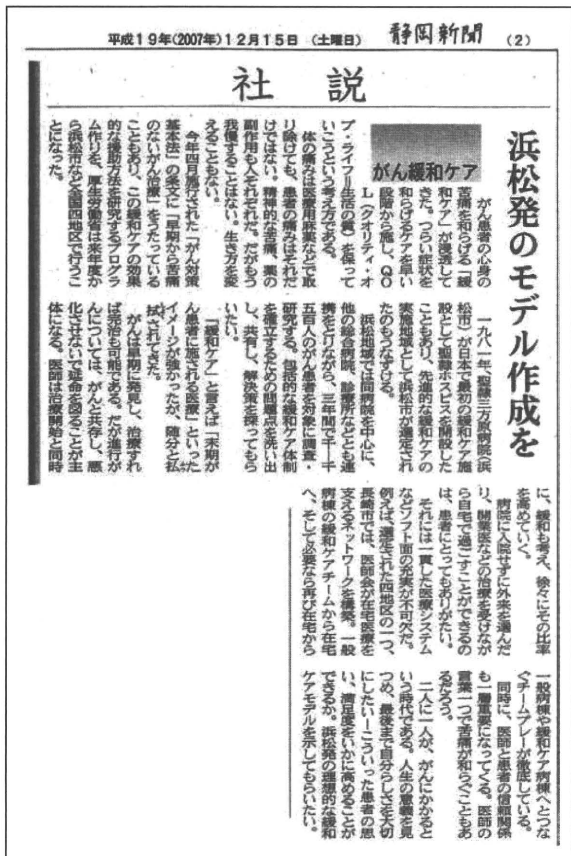 平成19年(2007年)12月15日 (土曜日) 静岡新聞 (2)
社説
浜松発のモデル作成を
がん緩和ケア
がん患者の心身の
苦痛を和らげる「緩
和ケア」が浸透して
きた。つらい症状を
和らげるケアを早い
段階から施し、QO
L(クオリティ・オ
ブ・ライフ=生活の質)を保って
いこうという考え方である。
体の痛みは医療用麻薬などで取
り除けても、患者の痛みはそれだ
けではない。精神的な苦痛、薬の
副作用も人それぞれだ。だがもう
我慢することはない。生き方を変
えることもない。
今年四月施行された「がん対策
基本法」の条文に「早期から苦痛
のないがん治療」をうたっている
こともあり、この緩和ケアの効果
的な援助方法を研究するプログラ
ム作りを、厚生労働省は来年度か
ら浜松市など全国四地区で行うこ
とになった。
一九八一年、聖隷三方原病院(浜
松市)が日本で最初の緩和ケア施
設として聖隷ホスピスを開設した
こともあり、先進的な緩和ケアの
実施地域として浜松市が選定され
たのもうなずける。
浜松地域では同病院を中心に、
他の総合病院、診療所などとも連
携をとりながら、三年間で千―千
五百人のがん患者を対象に調査・
研究する。包括的な緩和ケア体制
を確立するための問題点を洗い出
し、共有し、解決策を探ってもら
いたい。
「緩和ケア」と言えば「末期が
ん患者に施される医療」といった
イメージが強かったが、随分と払
拭されてきた。
がんは早期に発見し、治療すれ
ば完治も可能である。だが進行が
んについては、がんと共存し、悪
化させないで延命を図ることが主
体になる。医師は治療開始と同時
に、緩和も考え、徐々にその比率
を高めていく。
病院に入院せずに外来を選んだ
り、開業医などの治療を受けなが
ら自宅で過ごすことができるの
は、患者にとってもありがたい。
それには一貫した医療システム
などソフト面の充実が不可欠だ。
例えば、選定された四地区の一つ、
長崎市では、医師会が在宅医療を
支えるネットワークを構築。一般
病棟の緩和ケアチームから在宅
へ、そして必要なら再び在宅から
一般病棟や緩和ケア病棟へとつな
ぐチームプレーが徹底している。
同時に、医師と患者の信頼関係
も一層重要になってくる。医師の
言葉一つで苦痛が和らぐこともあ
るだろう。
二人に一人が、がんにかかると
いう時代である。人生の意義を見
つめ、最後まで自分らしさを大切
にしたい―こういった患者の思
い、満足度をいかに高めることが
できるか。浜松発の理想的な緩和
ケアモデルを示してもらいたい。